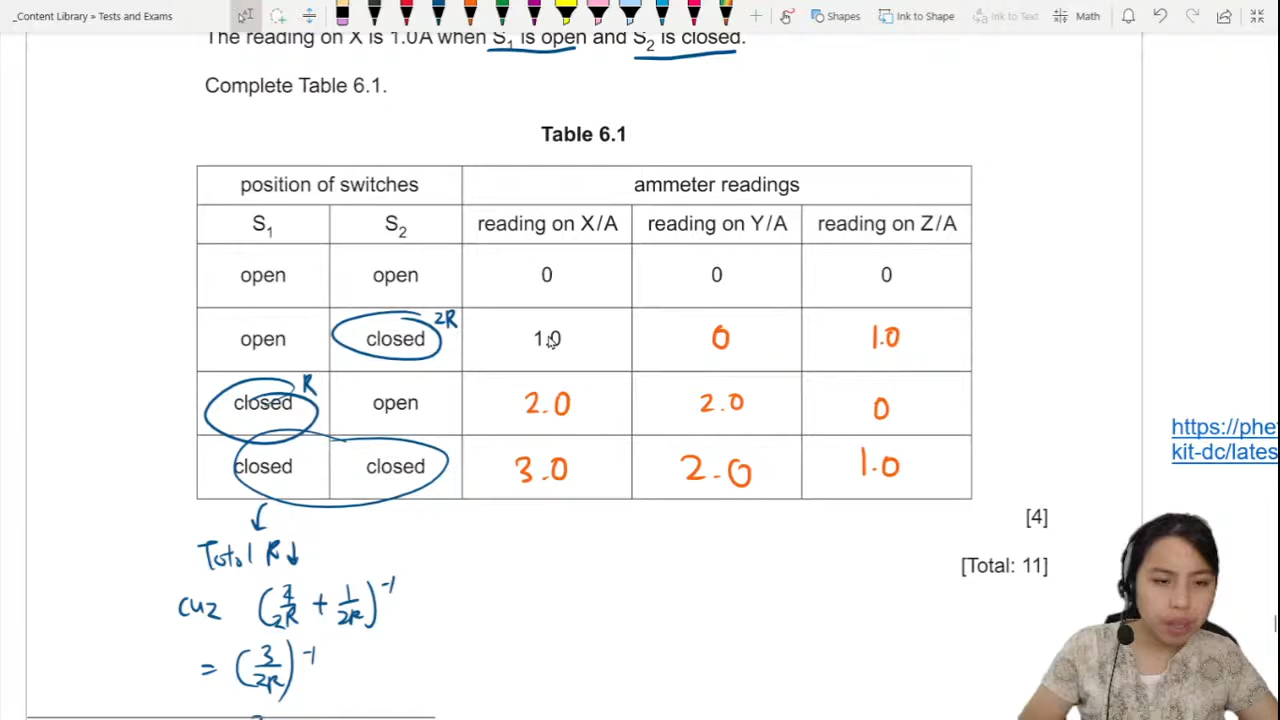 _Content Library » Tests and Exams
Shapes
Ink to Shape
Ink to Text
Math
The reading on X is 1.0A when S1 is open and S2 is closed.
Complete Table 6.1.
Table 6.1
position of switches ammeter readings
S1 S2 reading on X/A reading on Y/A reading on Z/A
open open 0 0 0
open closed 2R 1.0 0 1.0
closed R open 2.0 2.0 0
closed closed 3.0 2.0 1.0
https://phe
kit-dc/lates
[4]
[Total: 11]
Total R ↓
cuz (2/2R + 1/2R)⁻¹
= (3/2R)⁻¹